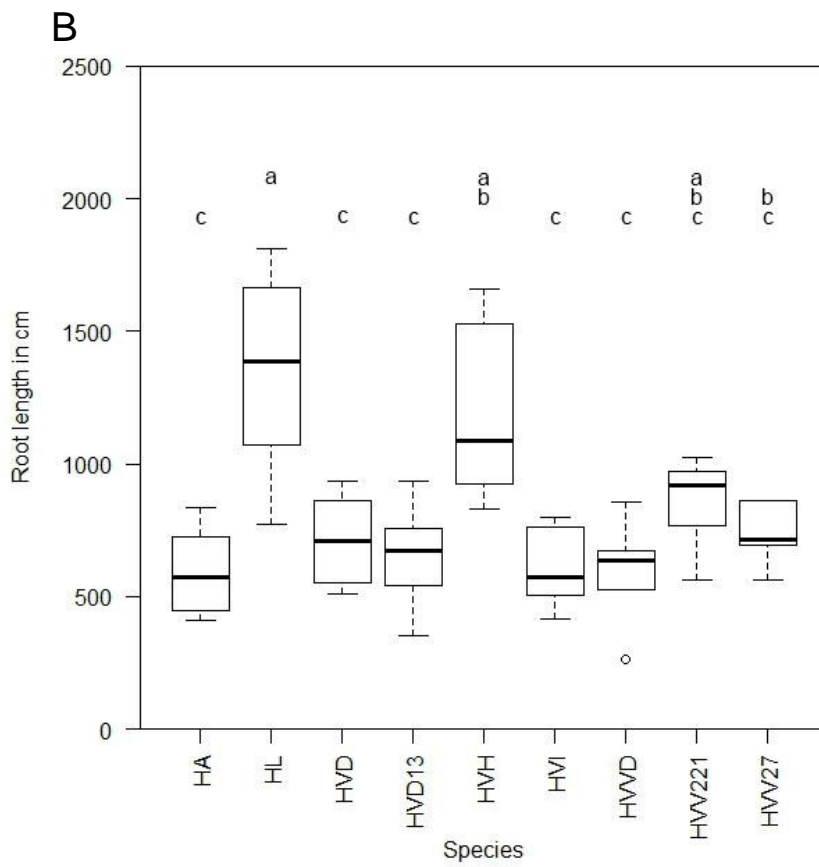 B
2500
2000
1500
1000
500
0
Root length in cm
a a a
b b b
c c c c c c c
HA HL HVD HVD13 HVH HVI HVVD HVV221 HVV27
Species